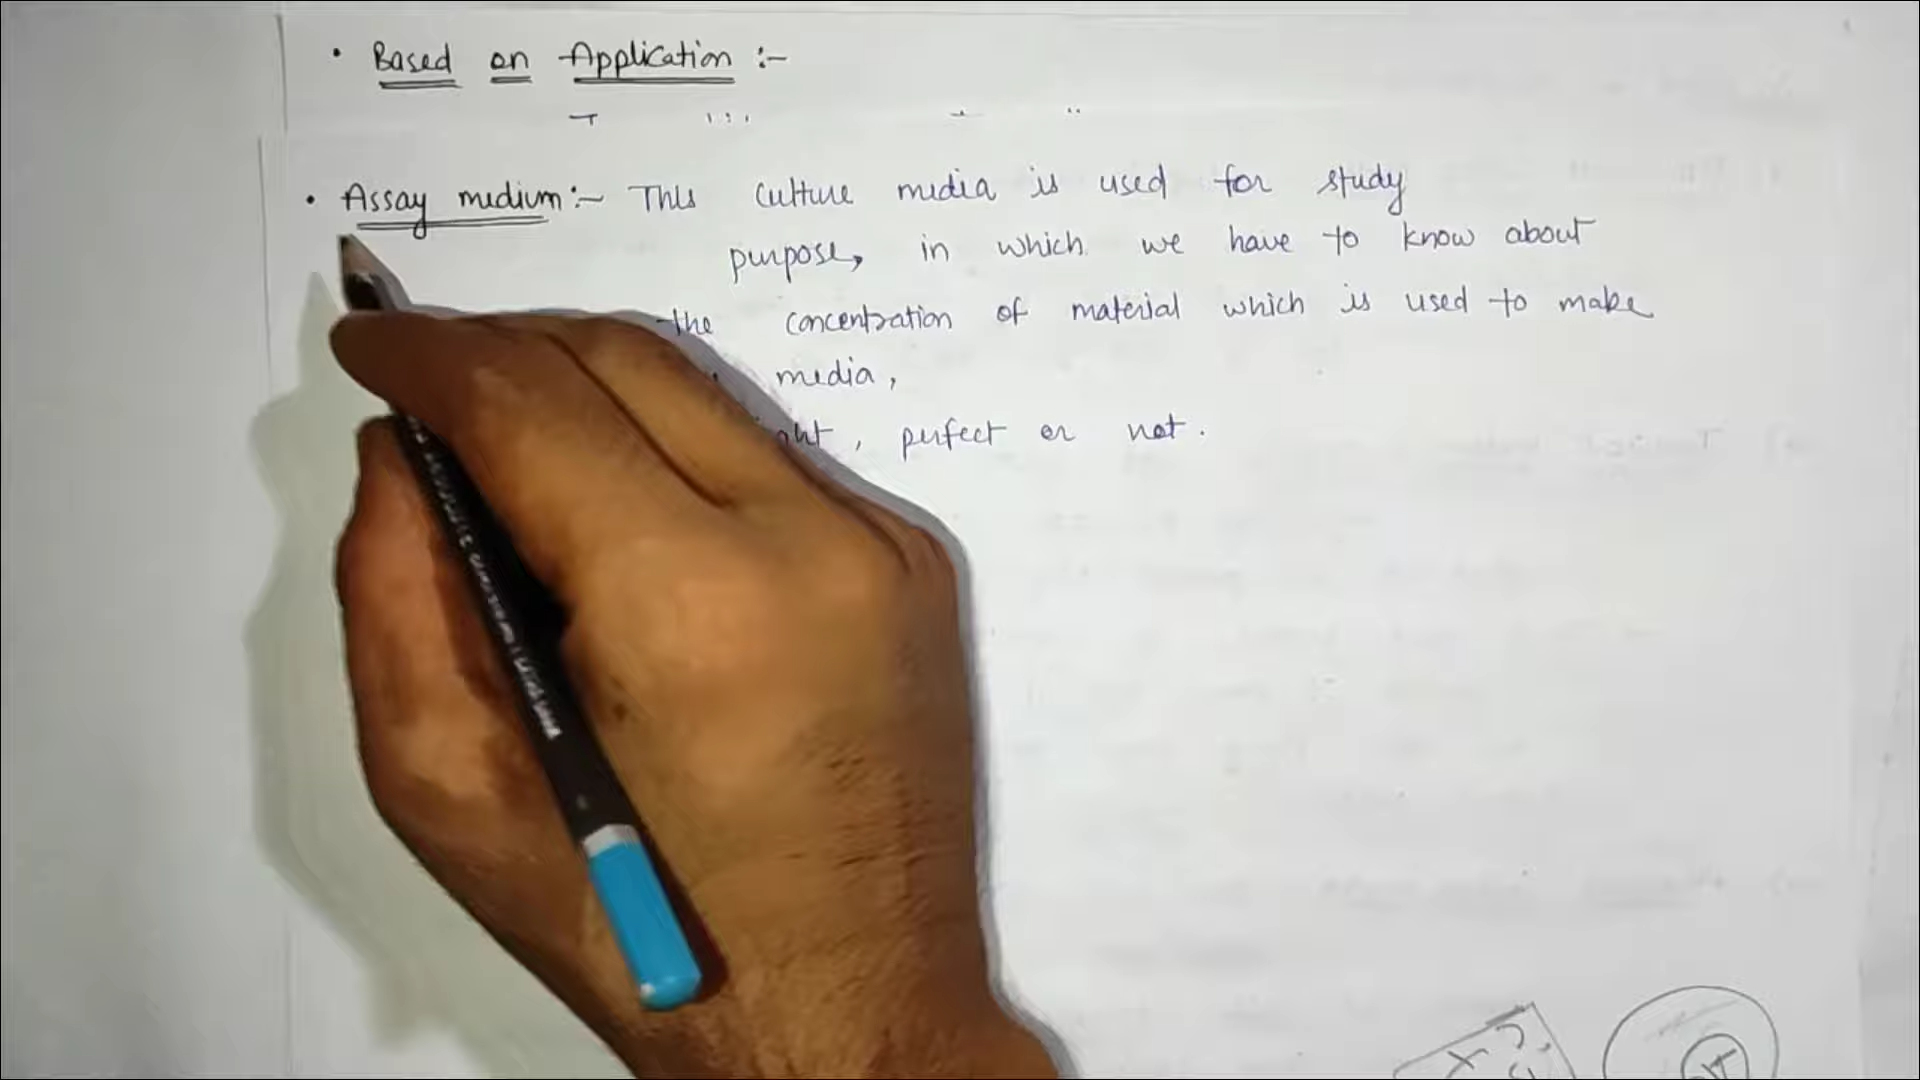 • Based on Application :-
• Assay medium :- This culture media is used for study
purpose, in which we have to know about
the concentration of material which is used to make
media,
, perfect or not.